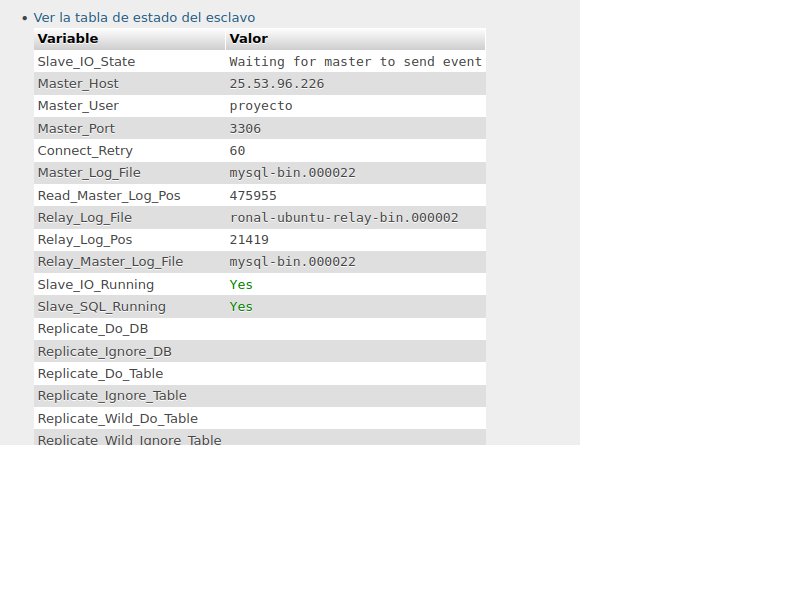 • Ver la tabla de estado del esclavo
Variable Valor
Slave_IO_State Waiting for master to send event
Master_Host 25.53.96.226
Master_User proyecto
Master_Port 3306
Connect_Retry 60
Master_Log_File mysql-bin.000022
Read_Master_Log_Pos 475955
Relay_Log_File ronal-ubuntu-relay-bin.000002
Relay_Log_Pos 21419
Relay_Master_Log_File mysql-bin.000022
Slave_IO_Running Yes
Slave_SQL_Running Yes
Replicate_Do_DB
Replicate_Ignore_DB
Replicate_Do_Table
Replicate_Ignore_Table
Replicate_Wild_Do_Table
Replicate_Wild_Ignore_Table